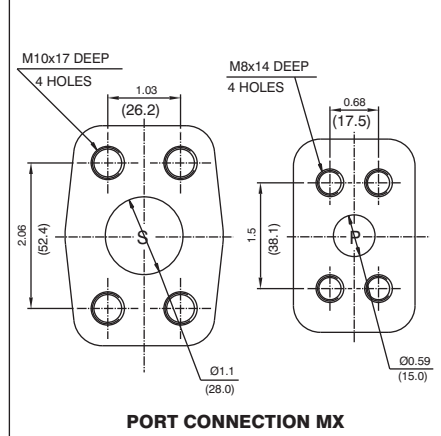 M10x17 DEEP
4 HOLES
1.03
(26.2)
2.06
(52.4)
S
Ø1.1
(28.0)
M8x14 DEEP
4 HOLES
0.68
(17.5)
1.5
(38.1)
P
Ø0.59
(15.0)
PORT CONNECTION MX